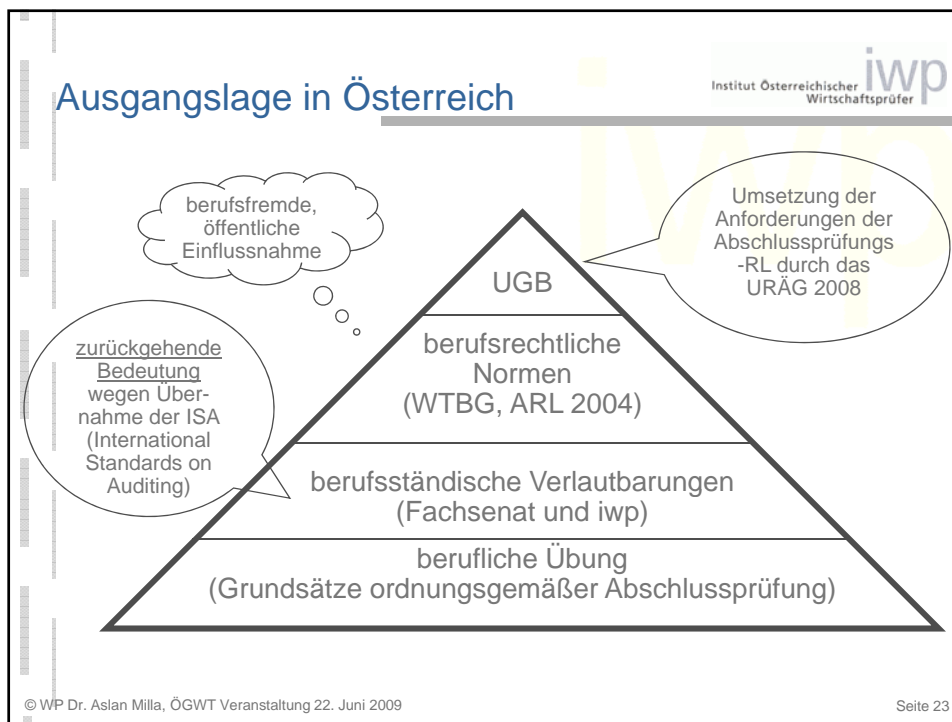 Ausgangslage in Österreich
Institut Österreichischer
Wirtschaftsprüfer
iwp
berufsfremde,
öffentliche
Einflussnahme
Umsetzung der
Anforderungen der
Abschlussprüfungs
-RL durch das
URÄG 2008
zurückgehende
Bedeutung
wegen Über-
nahme der ISA
(International
Standards on
Auditing)
UGB
berufsrechtliche
Normen
(WTBG, ARL 2004)
berufsständische Verlautbarungen
(Fachsenat und iwp)
berufliche Übung
(Grundsätze ordnungsgemäßer Abschlussprüfung)
iwp
© WP Dr. Aslan Milla, ÖGWT Veranstaltung 22. Juni 2009
Seite 23